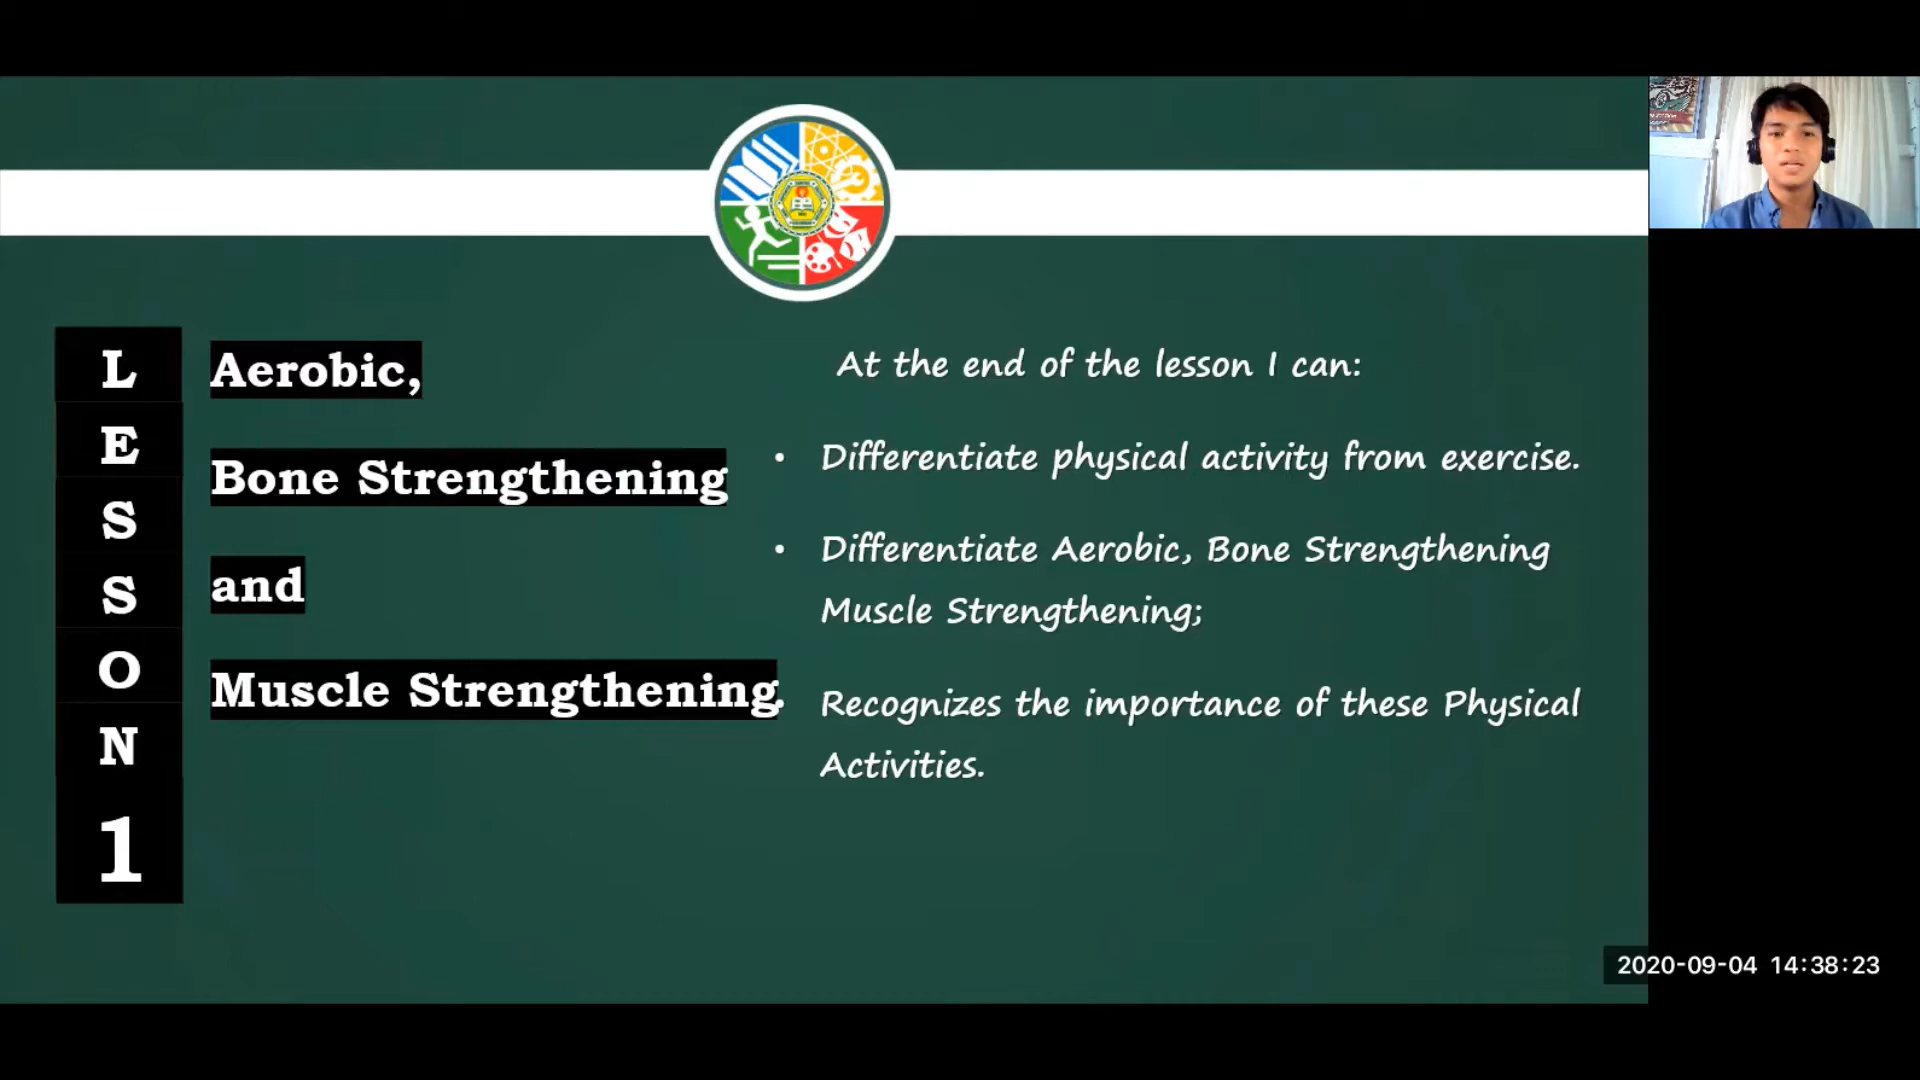 L
E
S
S
O
N
1
Aerobic,
Bone Strengthening
and
Muscle Strengthening.
At the end of the lesson I can:
• Differentiate physical activity from exercise.
• Differentiate Aerobic, Bone Strengthening
Muscle Strengthening;
Recognizes the importance of these Physical
Activities.
2020-09-04 14:38:23